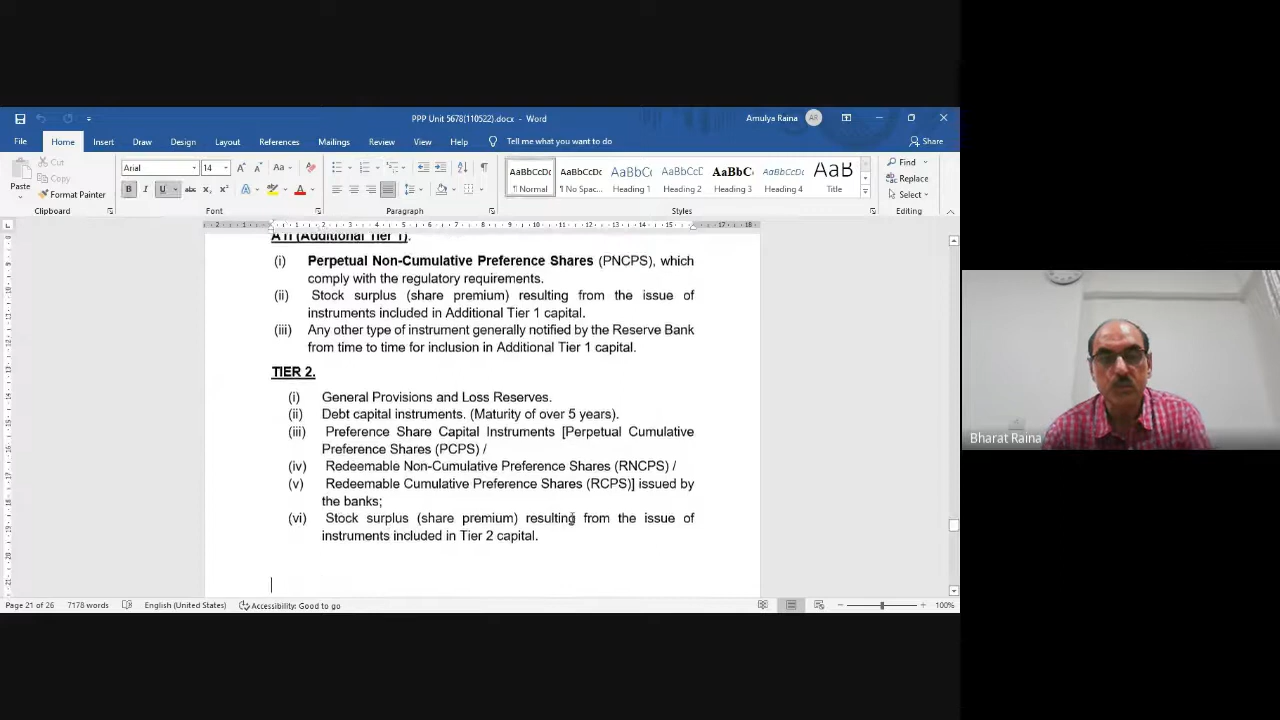 PPP Unit 5678(110522).docx - Word
Amulya Raina
AR
File Home Insert Draw Design Layout References Mailings Review View Help Tell me what you want to do Share
Paste
Cut
Copy
Format Painter
Arial 14
Find
Replace
Select
AaBbCcDc AaBbCcDc AaBbC( AaBbCcD AaBbC AaBbCcD AaB
¶ Normal ¶ No Spac... Heading 1 Heading 2 Heading 3 Heading 4 Title
Clipboard Font Paragraph Styles Editing
(Additional Tier 1).
(i) Perpetual Non-Cumulative Preference Shares (PNCPS), which
comply with the regulatory requirements.
(ii) Stock surplus (share premium) resulting from the issue of
instruments included in Additional Tier 1 capital.
(iii) Any other type of instrument generally notified by the Reserve Bank
from time to time for inclusion in Additional Tier 1 capital.
TIER 2.
(i) General Provisions and Loss Reserves.
(ii) Debt capital instruments. (Maturity of over 5 years).
(iii) Preference Share Capital Instruments [Perpetual Cumulative
Preference Shares (PCPS) /
(iv) Redeemable Non-Cumulative Preference Shares (RNCPS) /
(v) Redeemable Cumulative Preference Shares (RCPS)] issued by
the banks;
(vi) Stock surplus (share premium) resulting from the issue of
instruments included in Tier 2 capital.
Page 21 of 26 7178 words English (United States) Accessibility: Good to go 100%
Bharat Raina